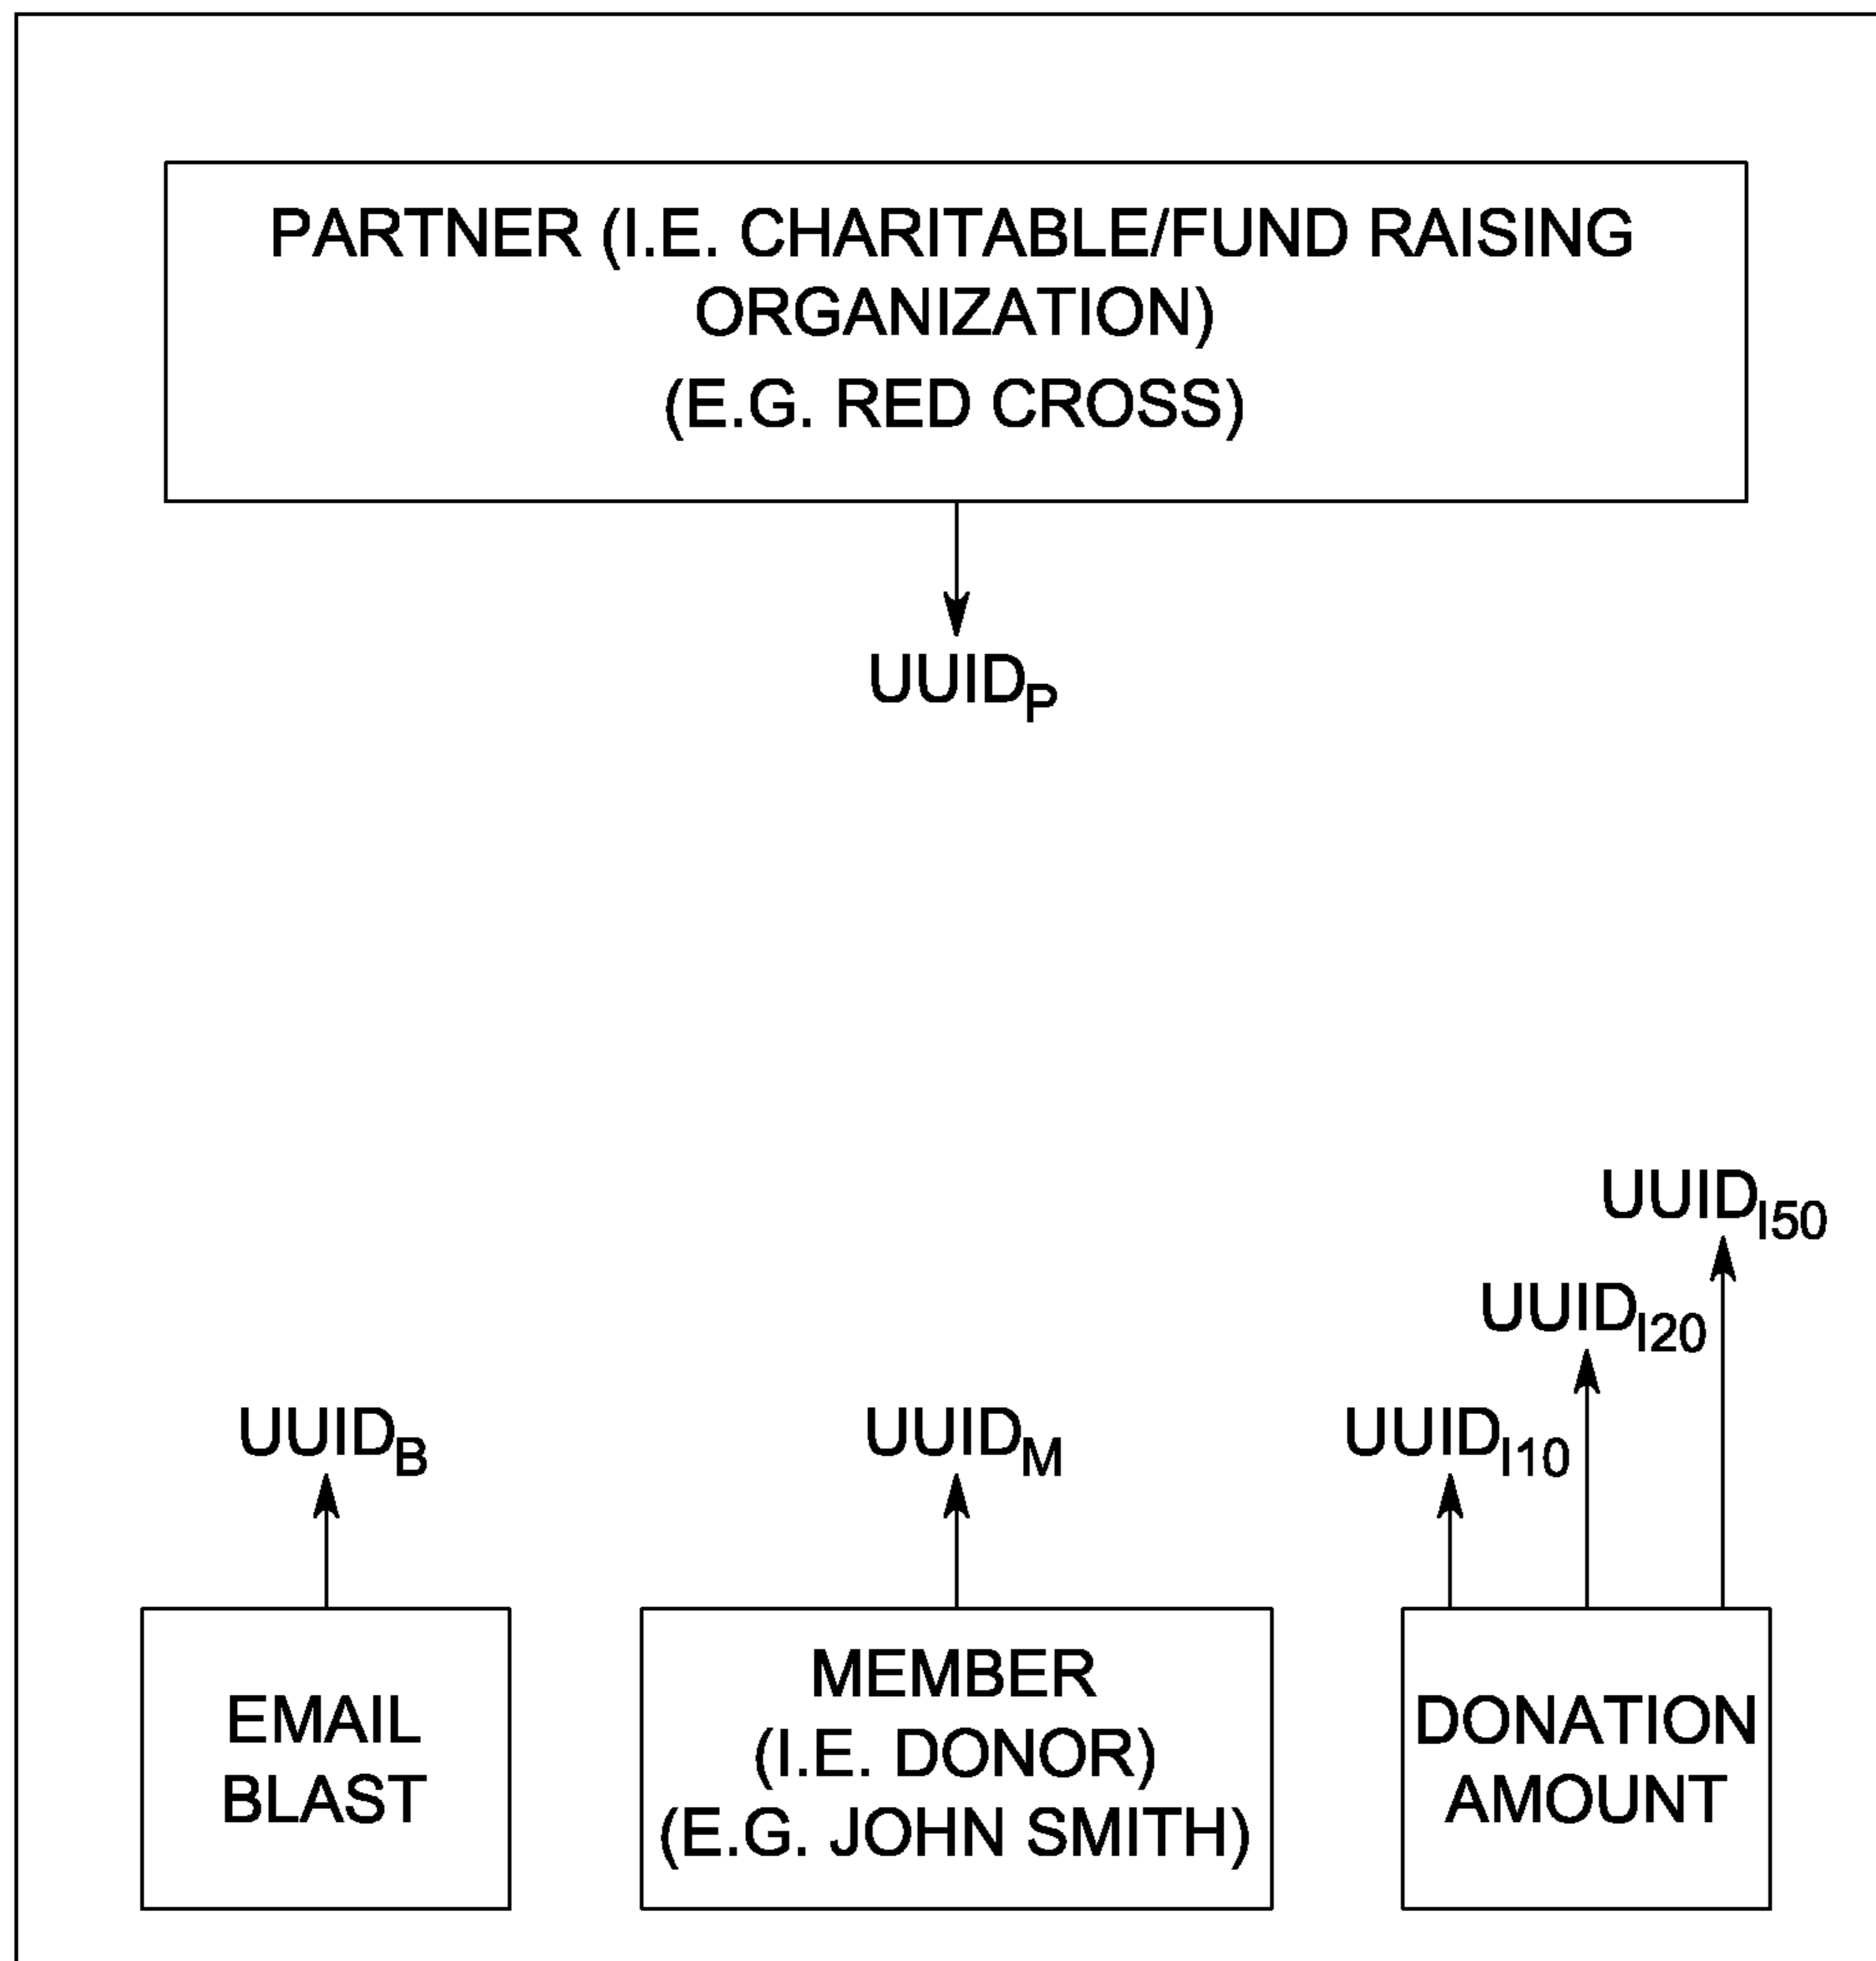 PARTNER (I.E. CHARITABLE/FUND RAISING
ORGANIZATION)
(E.G. RED CROSS)
UUIDP
UUIDI50
UUIDI20
UUIDB
UUIDM
UUIDI10
EMAIL
BLAST
MEMBER
(I.E. DONOR)
(E.G. JOHN SMITH)
DONATION
AMOUNT